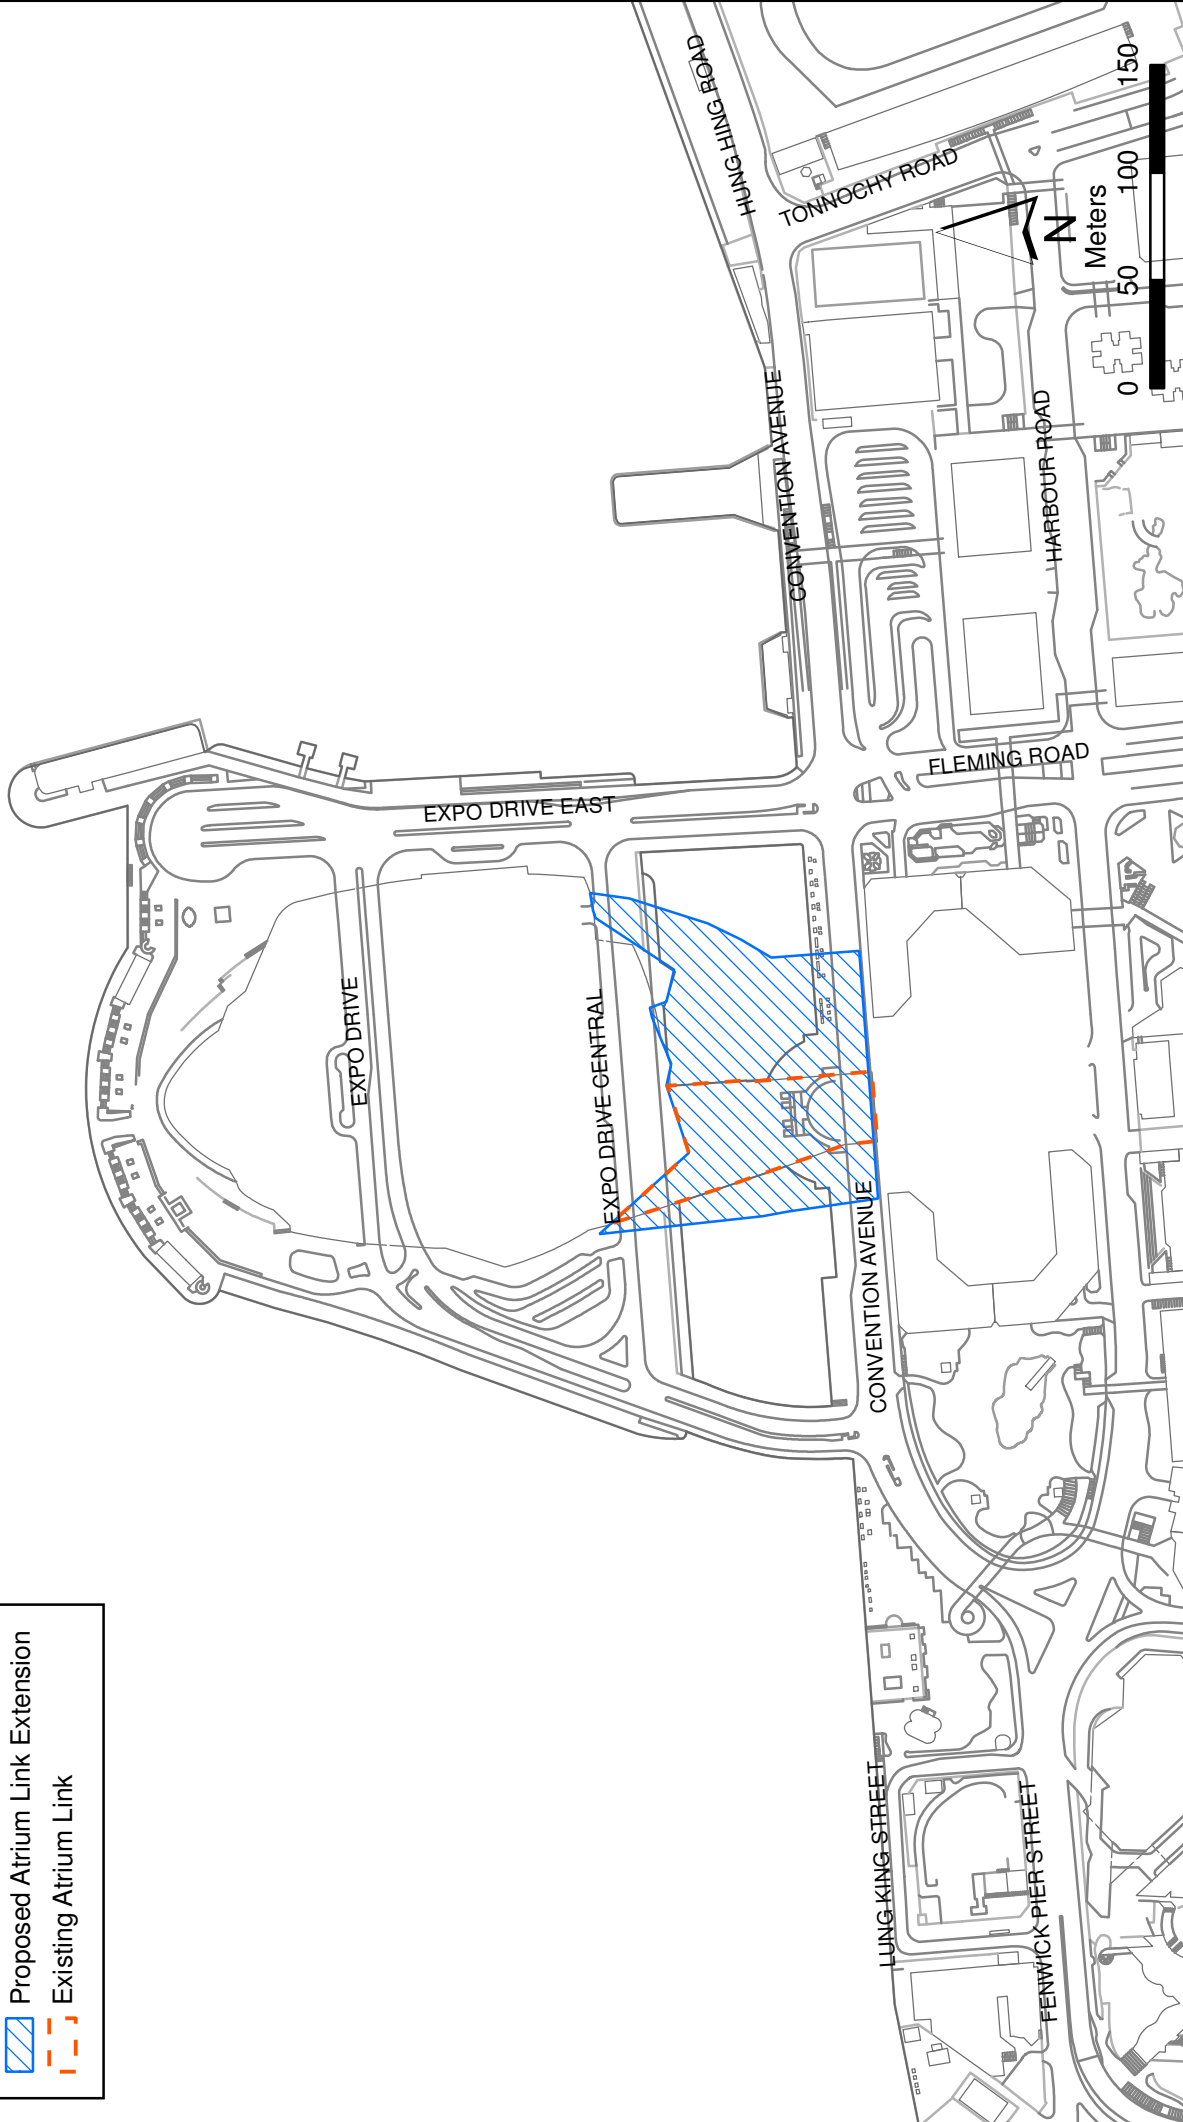 HUNG HING ROAD
TONNOCHY ROAD
N
Meters
0 50 100 150
CONVENTION AVENUE
HARBOUR ROAD
FLEMING ROAD
EXPO DRIVE EAST
EXPO DRIVE
EXPO DRIVE CENTRAL
CONVENTION AVENUE
LUNG KING STREET
FENWICK PIER STREET
Proposed Atrium Link Extension
Existing Atrium Link